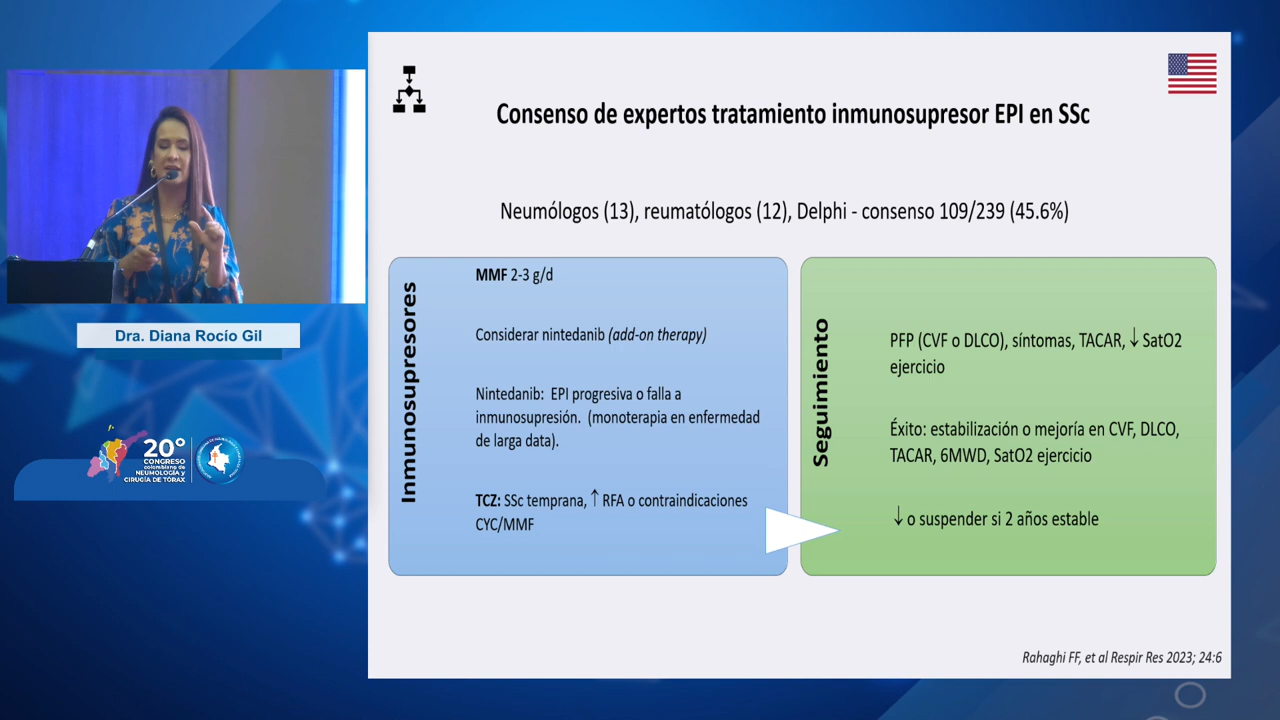 Consenso de expertos tratamiento inmunosupresor EPI en SSc
Neumólogos (13), reumatólogos (12), Delphi - consenso 109/239 (45.6%)
Inmunosupresores
MMF 2-3 g/d
Considerar nintedanib (add-on therapy)
Nintedanib: EPI progresiva o falla a
inmunosupresión. (monoterapia en enfermedad
de larga data).
TCZ: SSc temprana, ↑ RFA o contraindicaciones
CYC/MMF
Seguimiento
PFP (CVF o DLCO), síntomas, TACAR, ↓ SatO2
ejercicio
Éxito: estabilización o mejoría en CVF, DLCO,
TACAR, 6MWD, SatO2 ejercicio
↓ o suspender si 2 años estable
Rahaghi FF, et al Respir Res 2023; 24:6
Dra. Diana Rocío Gil
20°
CONGRESO
colombiano de
NEUMOLOGÍA y
CIRUGÍA DE TÓRAX